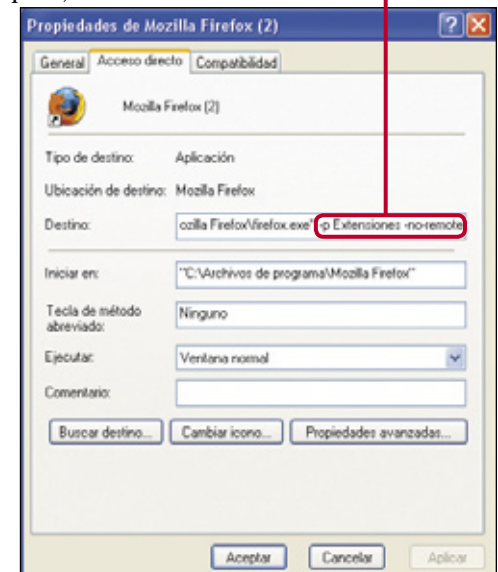 Propiedades de Mozilla Firefox (2)
General Acceso directo Compatibilidad
Mozilla Firefox (2)
Tipo de destino: Aplicación
Ubicación de destino: Mozilla Firefox
Destino: ozilla Firefox\firefox.exe" -p Extensiones -no-remote
Iniciar en: "C:\Archivos de programa\Mozilla Firefox"
Tecla de método abreviado: Ninguno
Ejecutar: Ventana normal
Comentario:
Buscar destino... Cambiar icono... Propiedades avanzadas...
Aceptar Cancelar Aplicar